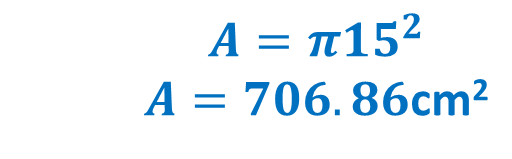 A = π15²
A = 706.86cm²